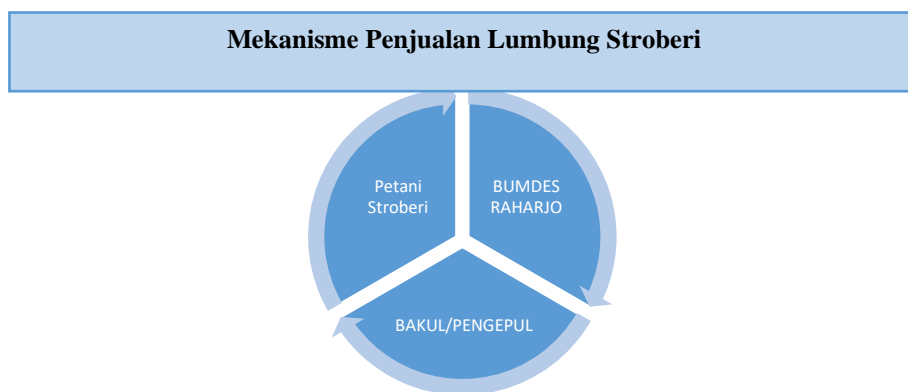 Mekanisme Penjualan Lumbung Stroberi
Petani
Stroberi
BUMDES
RAHARJO
BAKUL/PENGEPUL